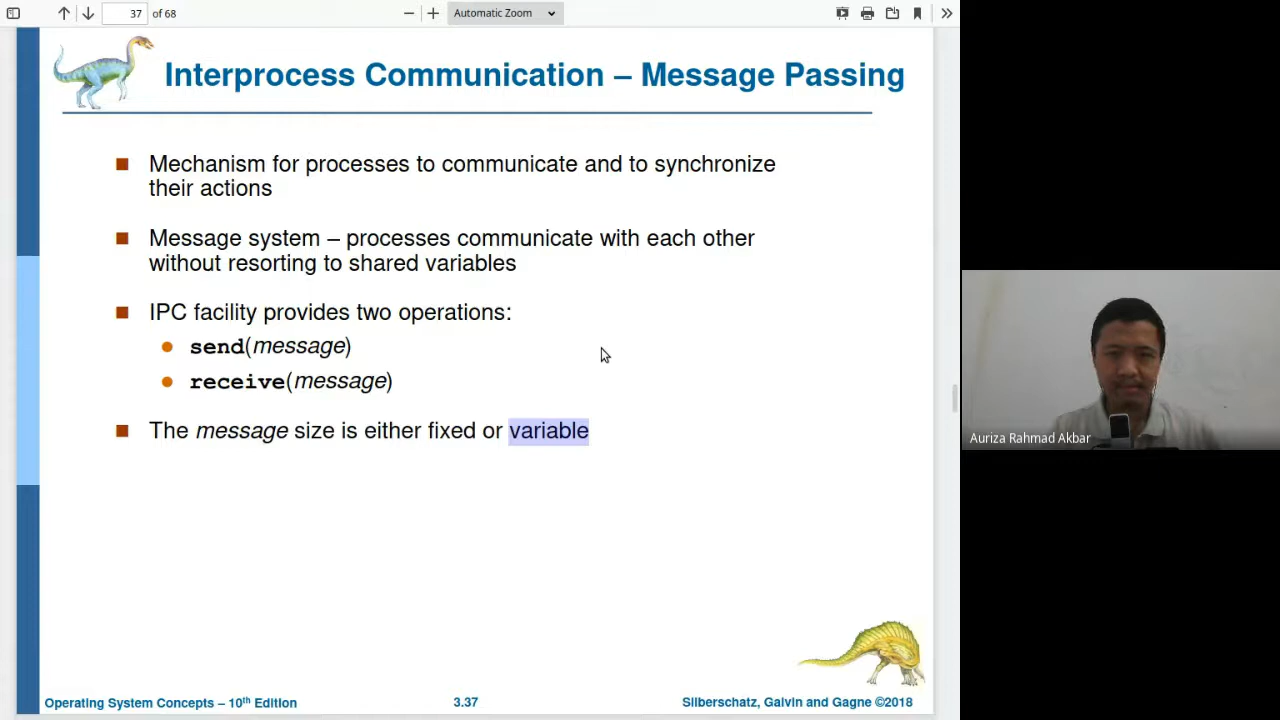 37 of 68 Automatic Zoom
Interprocess Communication – Message Passing
Mechanism for processes to communicate and to synchronize
their actions
Message system – processes communicate with each other
without resorting to shared variables
IPC facility provides two operations:
send(message)
receive(message)
The message size is either fixed or variable
Auriza Rahmad Akbar
Operating System Concepts – 10th Edition 3.37 Silberschatz, Galvin and Gagne ©2018